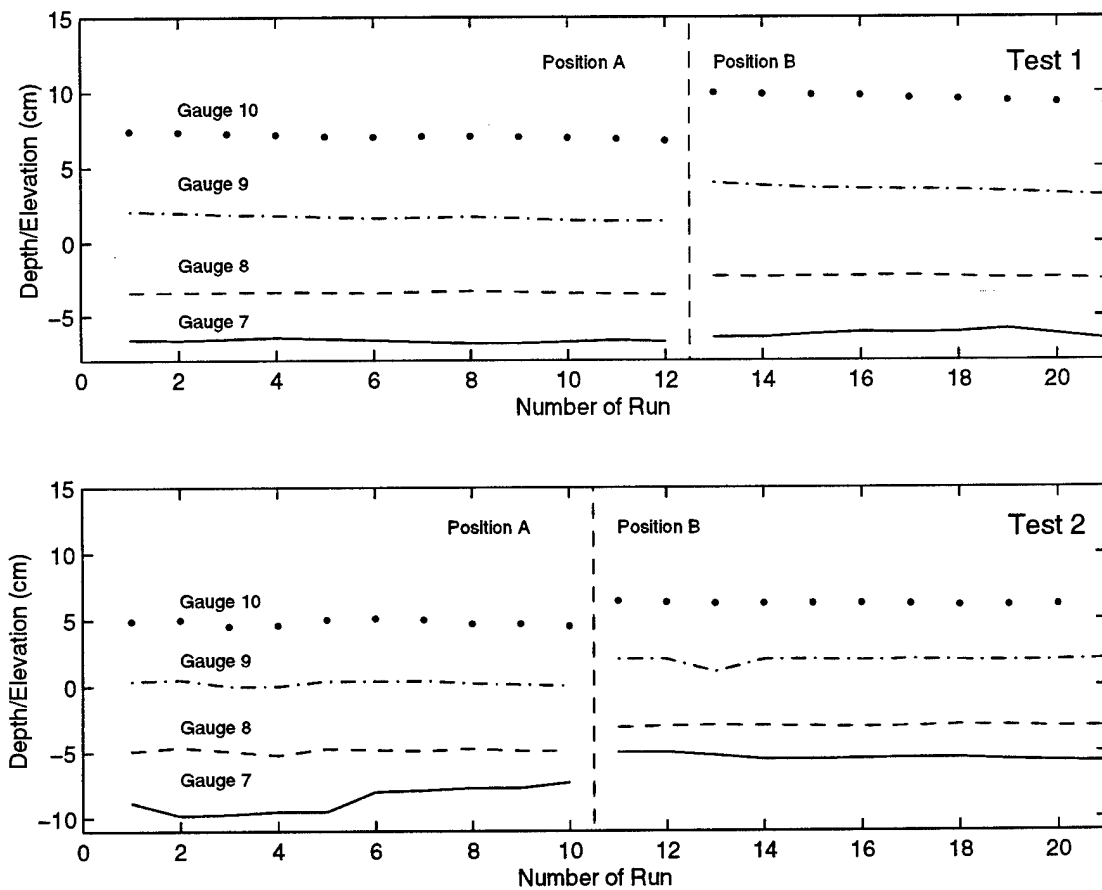 15
10
5
0
−5
Depth/Elevation (cm)
Position A
Position B
Test 1
Gauge 10
Gauge 9
Gauge 8
Gauge 7
0 2 4 6 8 10 12 14 16 18 20
Number of Run
15
10
5
0
−5
−10
Depth/Elevation (cm)
Position A
Position B
Test 2
Gauge 10
Gauge 9
Gauge 8
Gauge 7
0 2 4 6 8 10 12 14 16 18 20
Number of Run